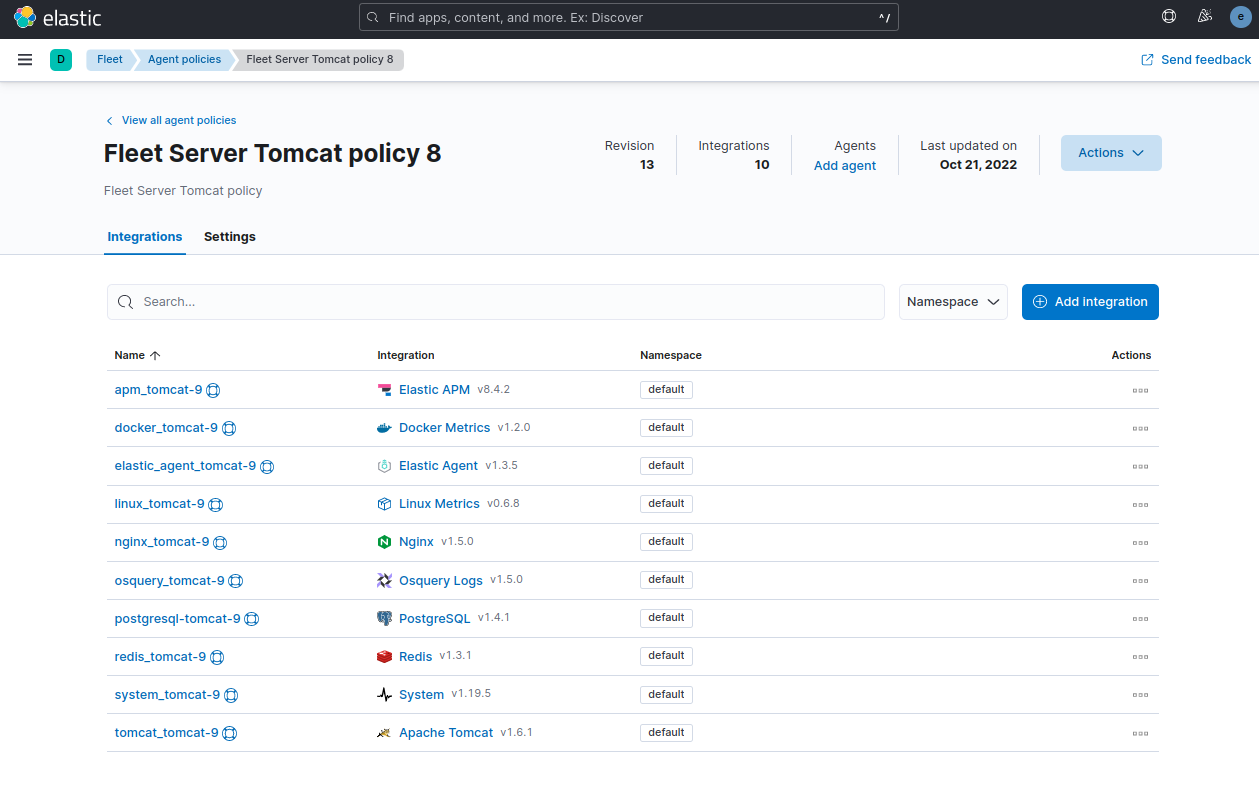 elastic
Find apps, content, and more. Ex: Discover
^/
e
D
Fleet
Agent policies
Fleet Server Tomcat policy 8
Send feedback
View all agent policies
Fleet Server Tomcat policy 8
Fleet Server Tomcat policy
Revision
13
Integrations
10
Agents
Add agent
Last updated on
Oct 21, 2022
Actions
Integrations
Settings
Search...
Namespace
Add integration
Name Integration Namespace Actions
apm_tomcat-9 Elastic APM v8.4.2 default
docker_tomcat-9 Docker Metrics v1.2.0 default
elastic_agent_tomcat-9 Elastic Agent v1.3.5 default
linux_tomcat-9 Linux Metrics v0.6.8 default
nginx_tomcat-9 Nginx v1.5.0 default
osquery_tomcat-9 Osquery Logs v1.5.0 default
postgresql-tomcat-9 PostgreSQL v1.4.1 default
redis_tomcat-9 Redis v1.3.1 default
system_tomcat-9 System v1.19.5 default
tomcat_tomcat-9 Apache Tomcat v1.6.1 default